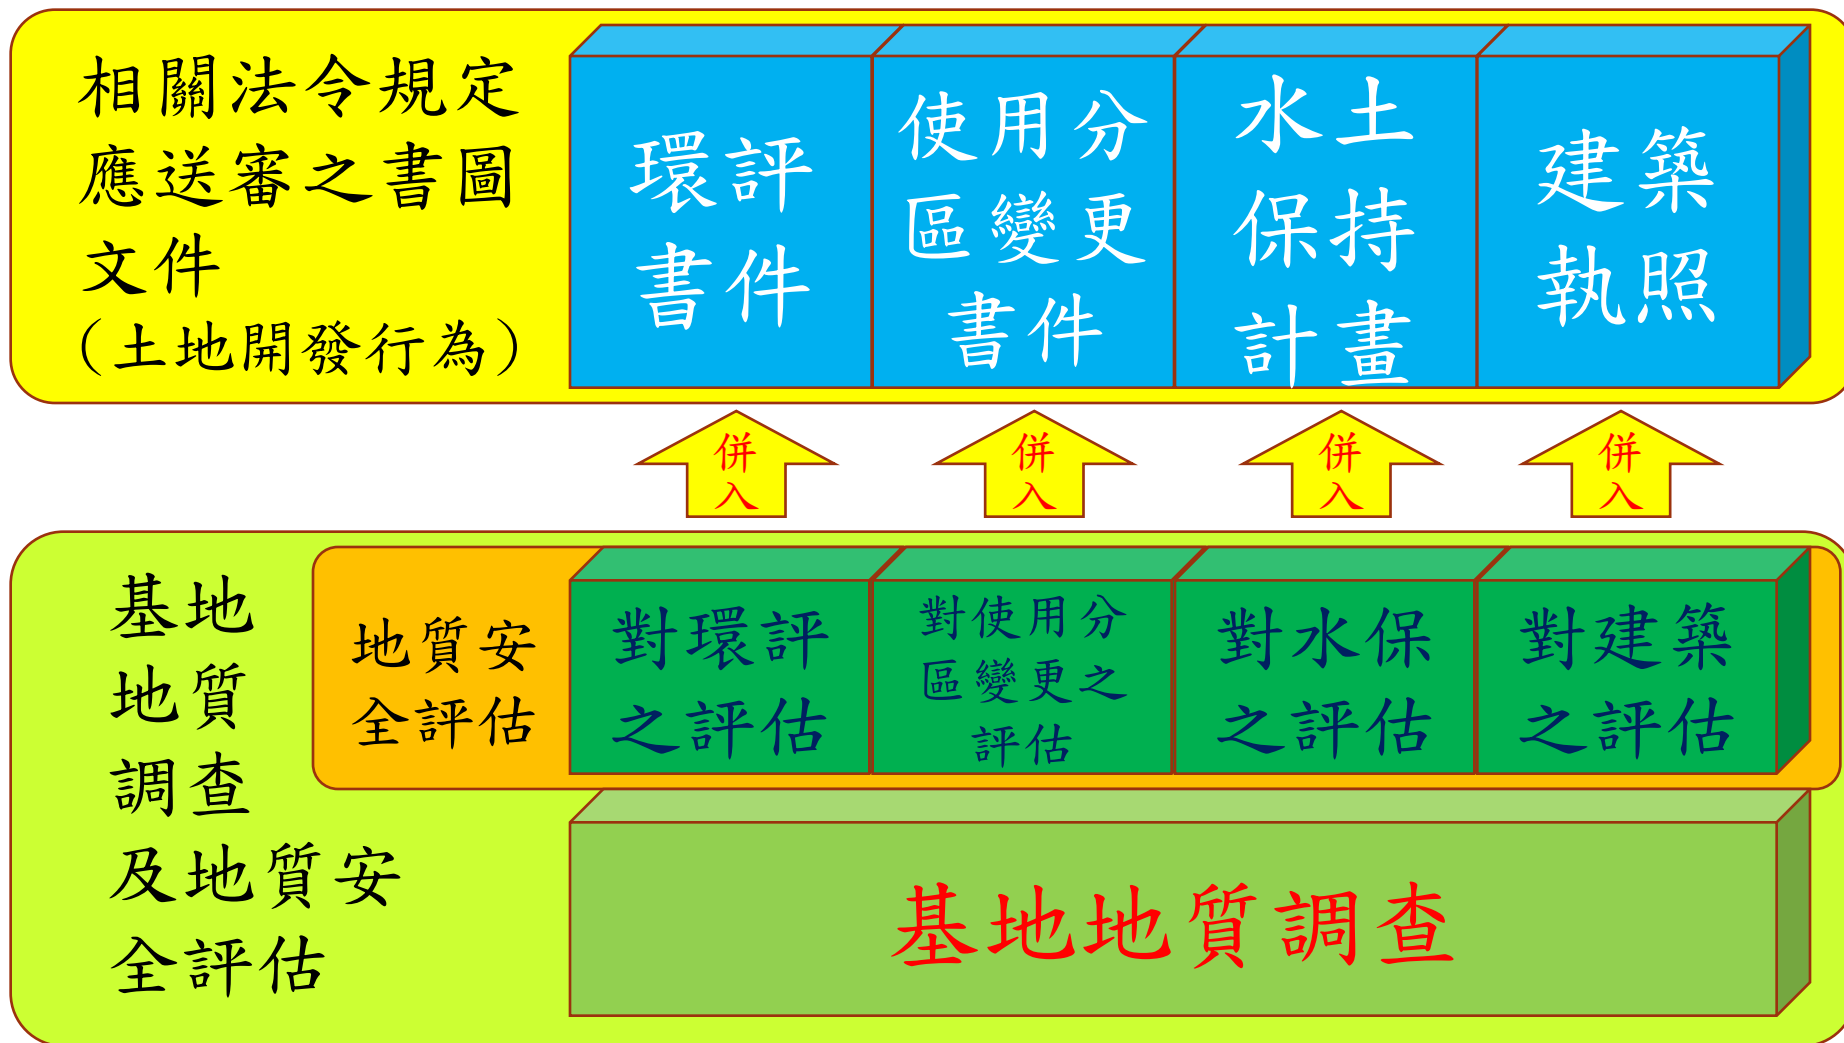 相關法令規定
應送審之書圖
文件
(土地開發行為)
環評
書件
使用分
區變更
書件
水土
保持
計畫
建築
執照
併
入
併
入
併
入
併
入
基地
地質
調查
及地質安
全評估
地質安
全評估
對環評
之評估
對使用分
區變更之
評估
對水保
之評估
對建築
之評估
基地地質調查